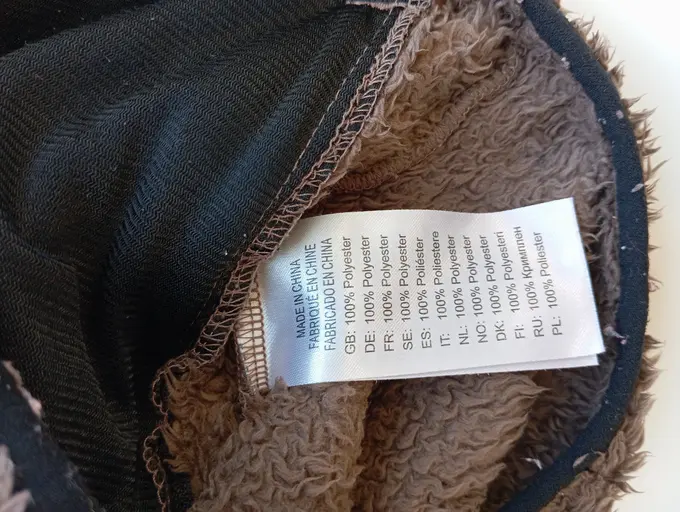 MADE IN CHINA
FABRIQUÉ EN CHINE
FABRICADO EN CHINA
GB: 100% Polyester
DE: 100% Polyester
FR: 100% Polyester
SE: 100% Polyester
ES: 100% Poliéster
IT: 100% Poliestere
NL: 100% Polyester
NO: 100% Polyester
DK: 100% Polyester
FI: 100% Polyesteri
RU: 100% Кримплен
PL: 100% Poliester